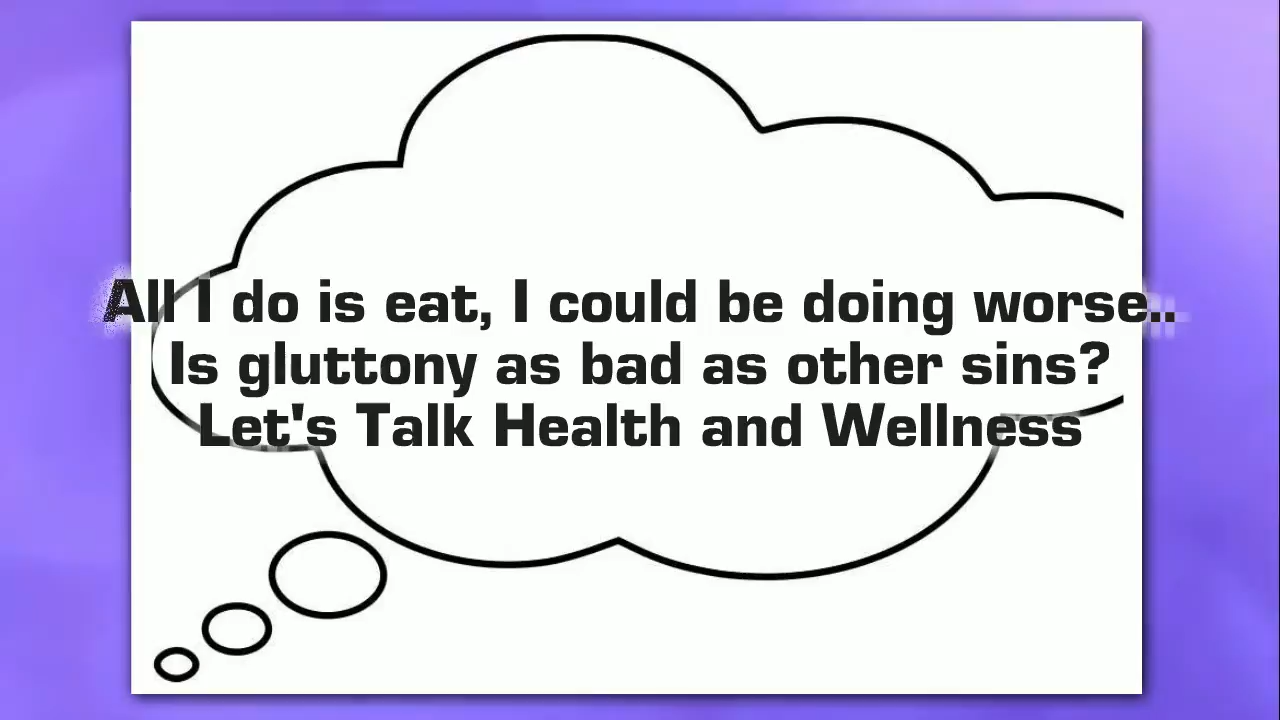 All I do is eat, I could be doing worse..
Is gluttony as bad as other sins?
Let's Talk Health and Wellness